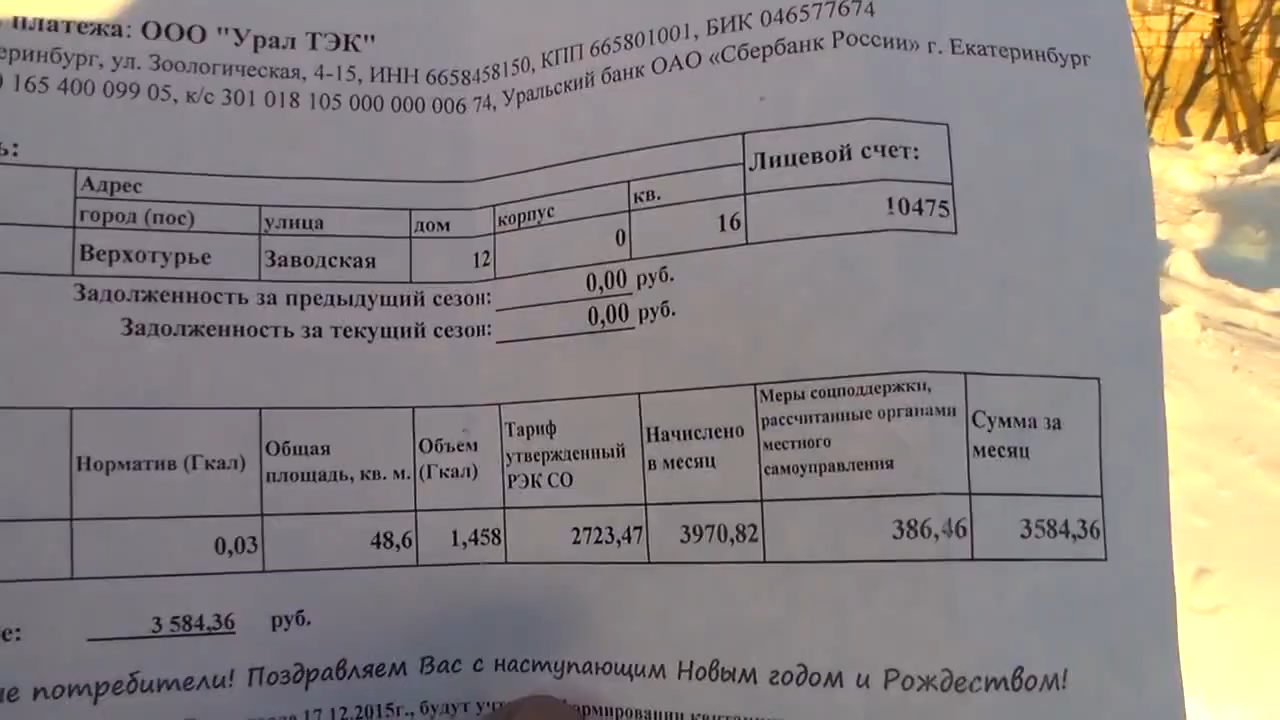 платежа: ООО "Урал ТЭК"
еринбург, ул. Зоологическая, 4-15, ИНН 6658458150, КПП 665801001, БИК 046577674
165 400 099 05, к/с 301 018 105 000 000 006 74, Уральский банк ОАО «Сбербанк России» г. Екатеринбург
ь:
Адрес
Лицевой счет:
город (пос) улица дом корпус кв.
Верхотурье Заводская 12 0 16 10475
Задолженность за предыдущий сезон: 0,00 руб.
Задолженность за текущий сезон: 0,00 руб.
Норматив (Гкал)
Общая
площадь, кв. м.
Объем
(Гкал)
Тариф
утвержденный
РЭК СО
Начислено
в месяц
Меры соцподдержки,
рассчитанные органами
местного
самоуправления
Сумма за
месяц
0,03 48,6 1,458 2723,47 3970,82 386,46 3584,36
е: 3 584,36 руб.
ые потребители! Поздравляем Вас с наступающим Новым годом и Рождеством!
17.12.2015г., будут